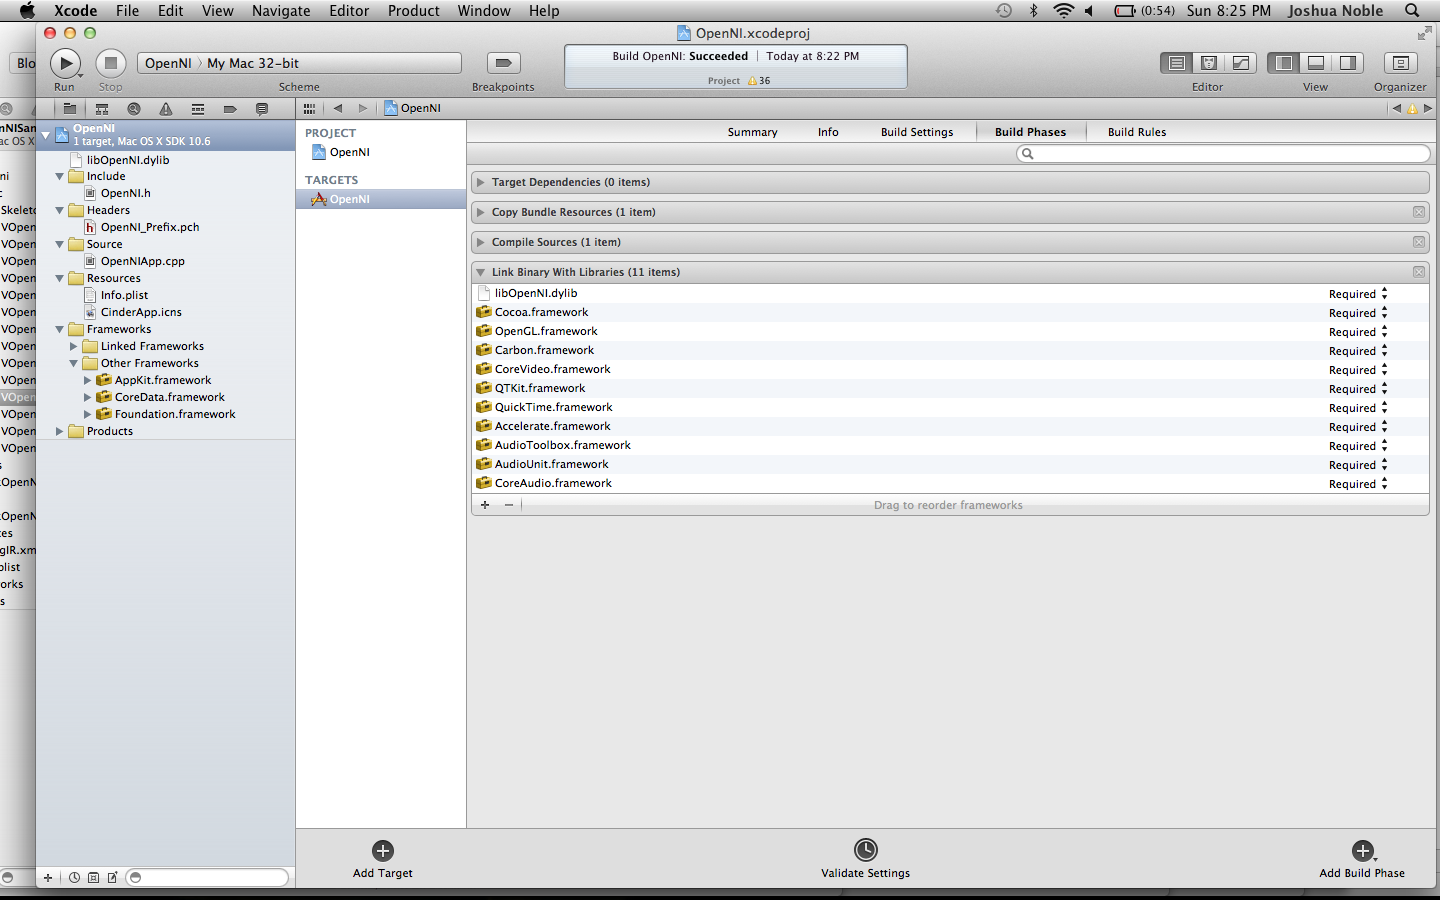 Xcode File Edit View Navigate Editor Product Window Help (0:54) Sun 8:25 PM Joshua Noble
OpenNI.xcodeproj
Blo
OpenNI 〉 My Mac 32-bit
Build OpenNI: Succeeded | Today at 8:22 PM
Project 36
Run Stop Scheme Breakpoints Editor View Organizer
OpenNI
nNISan
ac OS X
OpenNI
1 target, Mac OS X SDK 10.6
libOpenNI.dylib
Include
OpenNI.h
Headers
OpenNI_Prefix.pch
Source
OpenNIApp.cpp
Resources
Info.plist
CinderApp.icns
Frameworks
Linked Frameworks
Other Frameworks
AppKit.framework
CoreData.framework
Foundation.framework
Products
ni
Skeleto
VOpen
VOpen
VOpen
VOpen
VOpen
VOpen
VOpen
VOpen
VOpen
VOpen
VOpen
VOpen
VOpen
VOpen
s
kOpenN
kOpenN
es
gIR.xm
plist
orks
s
PROJECT
OpenNI
TARGETS
OpenNI
Summary Info Build Settings Build Phases Build Rules
Target Dependencies (0 items)
Copy Bundle Resources (1 item)
Compile Sources (1 item)
Link Binary With Libraries (11 items)
libOpenNI.dylib Required
Cocoa.framework Required
OpenGL.framework Required
Carbon.framework Required
CoreVideo.framework Required
QTKit.framework Required
QuickTime.framework Required
Accelerate.framework Required
AudioToolbox.framework Required
AudioUnit.framework Required
CoreAudio.framework Required
Drag to reorder frameworks
Add Target Validate Settings Add Build Phase